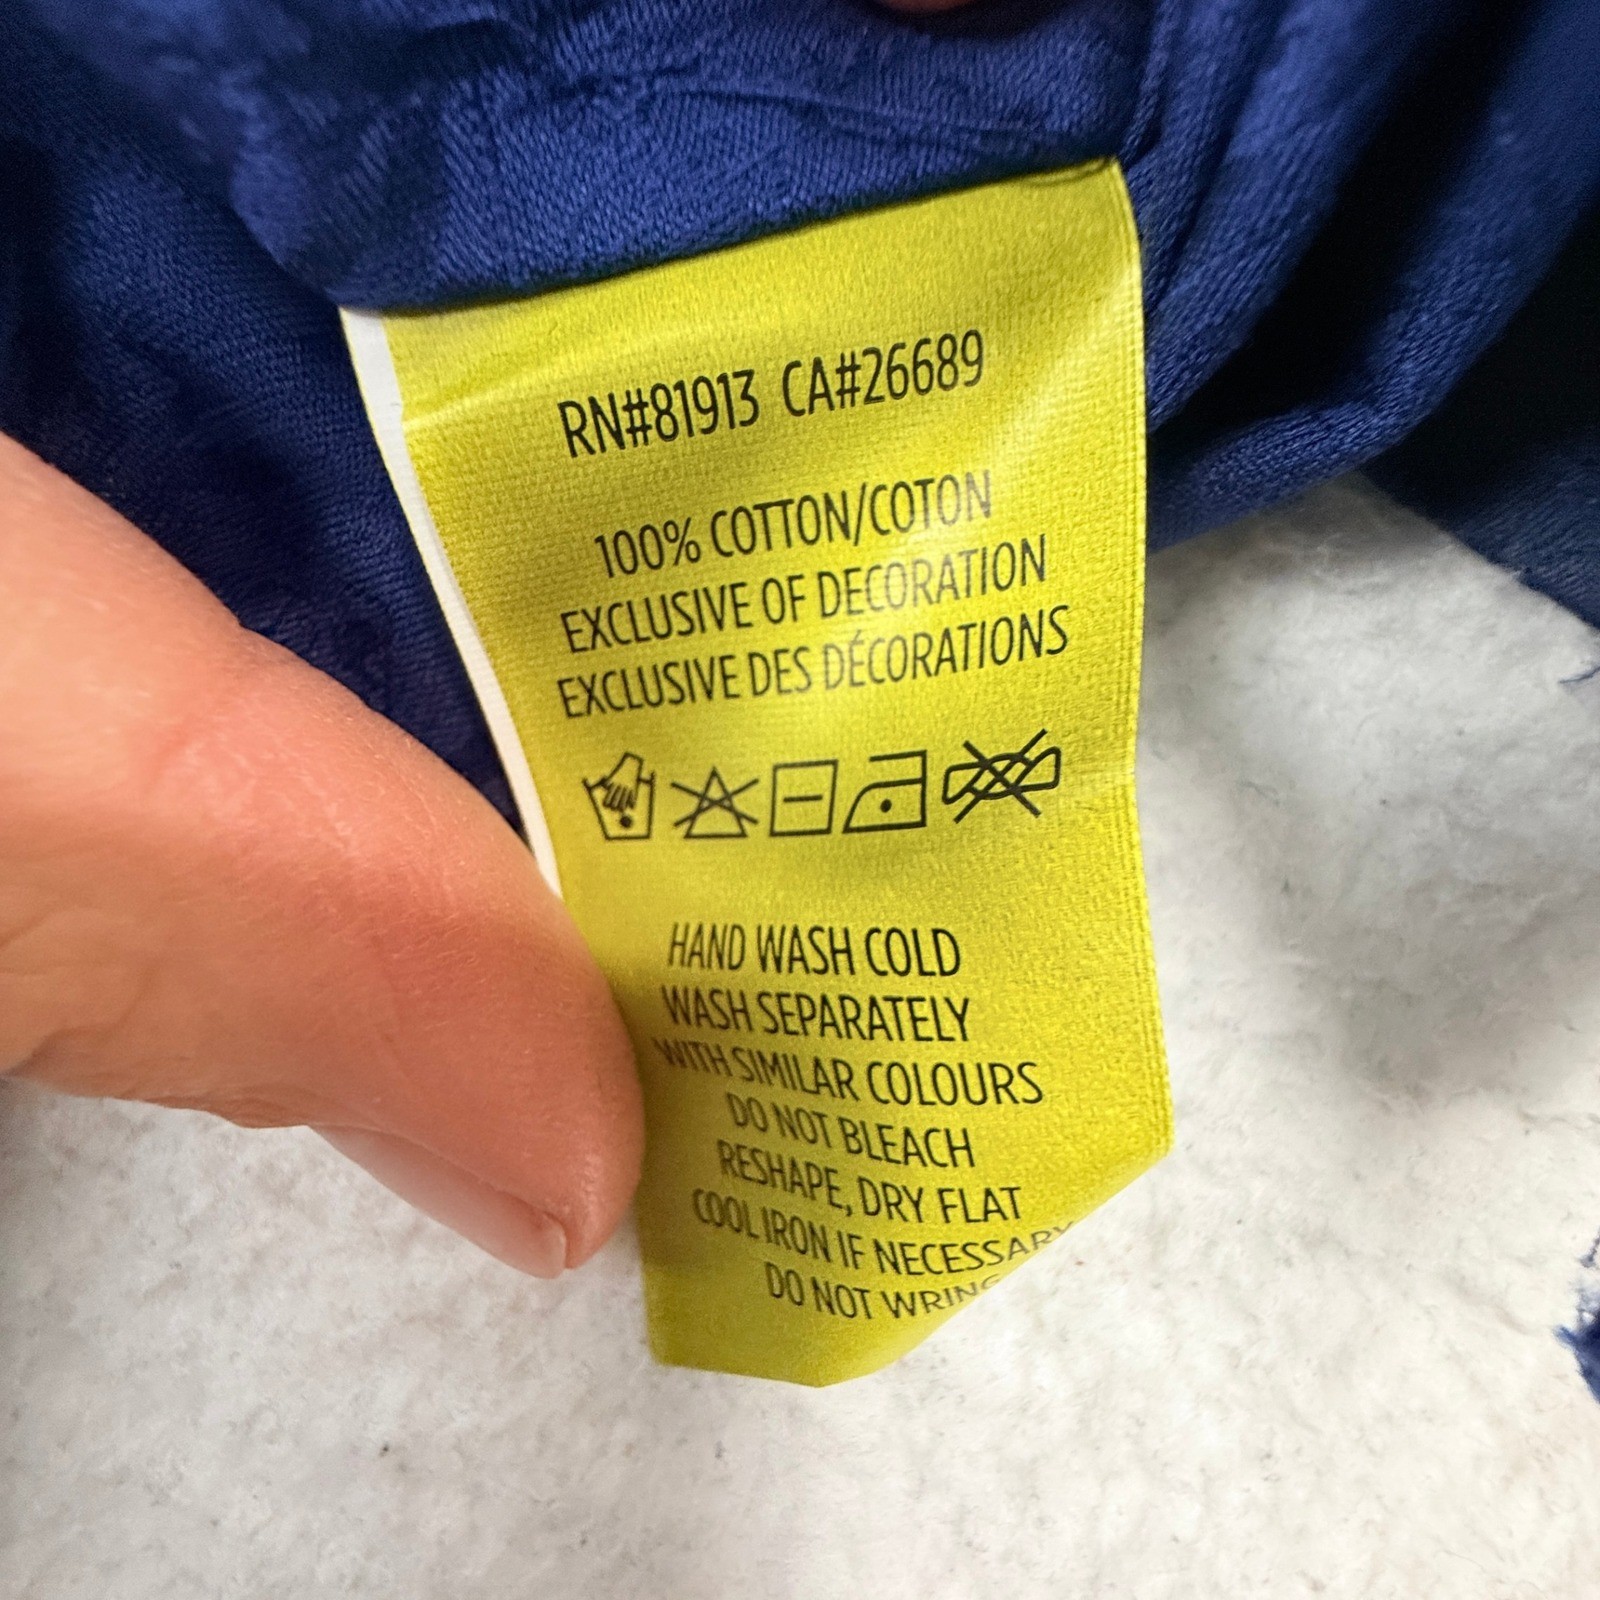 RN#81913 CA#26689
100% COTTON/COTON
EXCLUSIVE OF DECORATION
EXCLUSIVE DES DÉCORATIONS
HAND WASH COLD
WASH SEPARATELY
WITH SIMILAR COLOURS
DO NOT BLEACH
RESHAPE, DRY FLAT
COOL IRON IF NECESSARY
DO NOT WRING